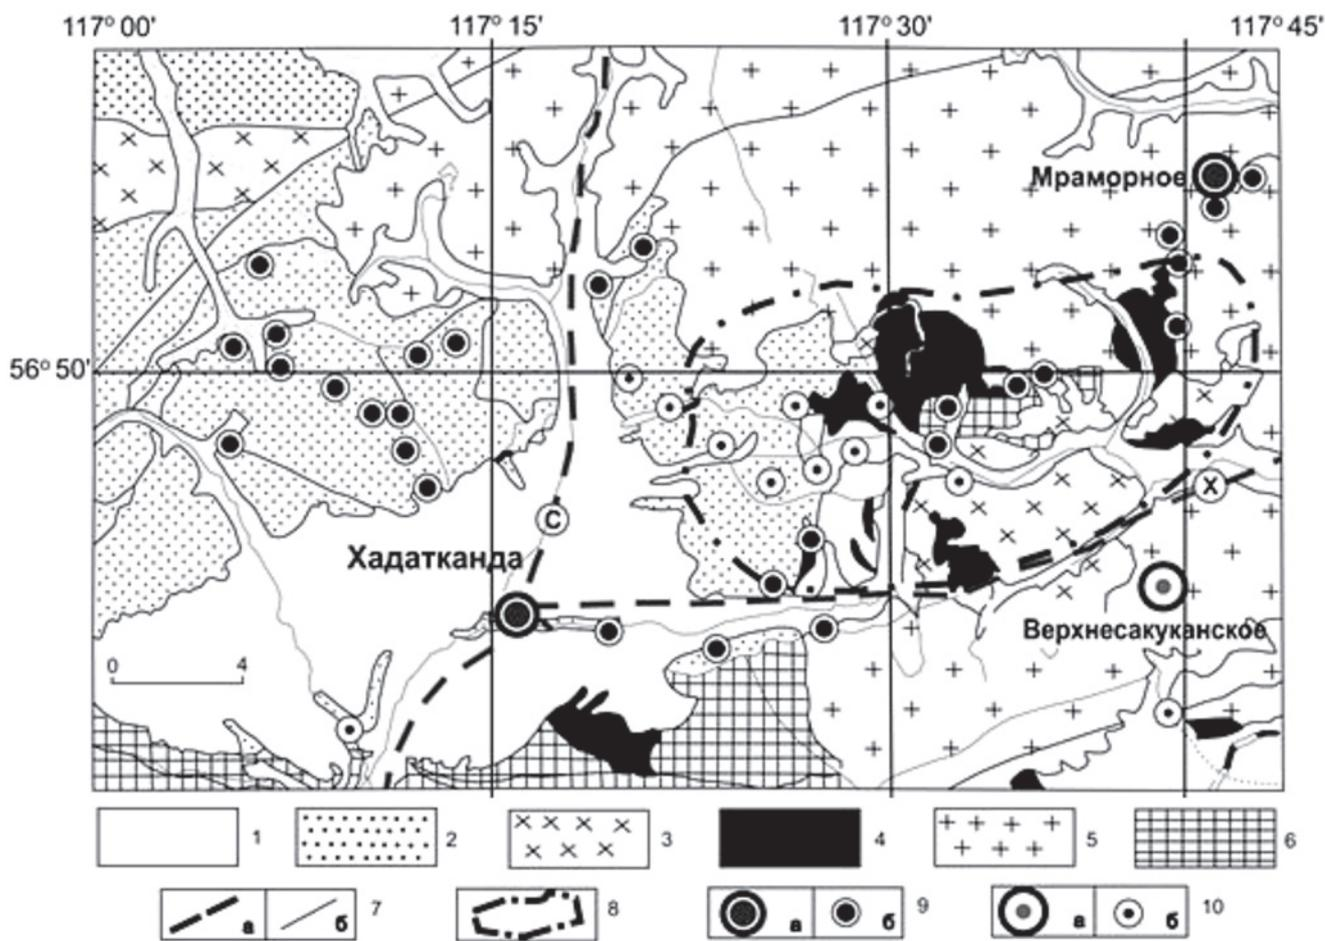 117° 00' 117° 15' 117° 30' 117° 45'
Мраморное
56° 50'
C
X
Хадатканда
Верхнесакуканское
0 4
1 2 3 4 5 6
а б 7 8 а б 9 а б 10